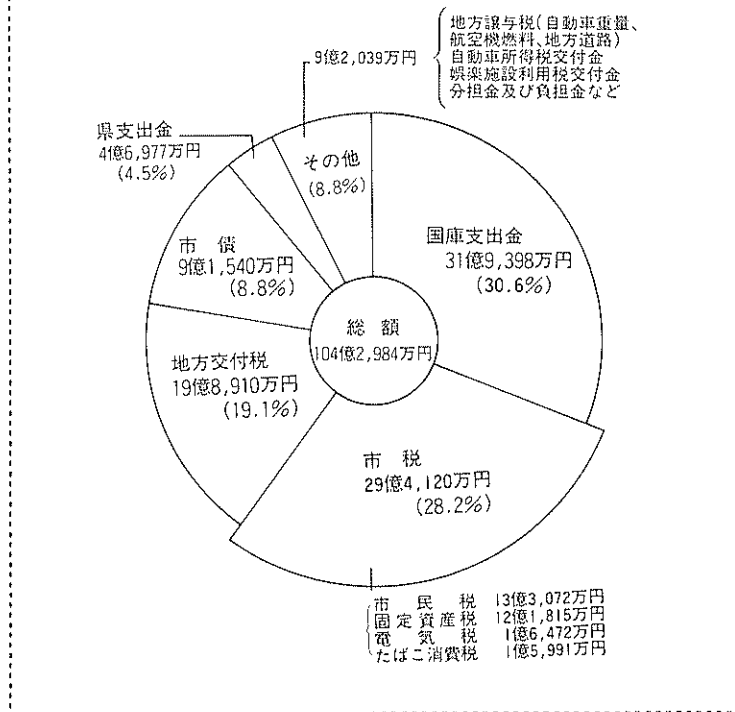 地方譲与税(自動車重量、
航空機燃料、地方道路)
自動車所得税交付金
娯楽施設利用税交付金
分担金及び負担金など
9億2,039万円
県支出金
4億6,977万円
(4.5%)
その他
(8.8%)
国庫支出金
31億9,398万円
(30.6%)
市 債
9億1,540万円
(8.8%)
総 額
104億2,984万円
地方交付税
19億8,910万円
(19.1%)
市 税
29億4,120万円
(28.2%)
市民税 13億3,072万円
固定資産税 12億1,815万円
電気税 1億6,472万円
たばこ消費税 1億5,991万円